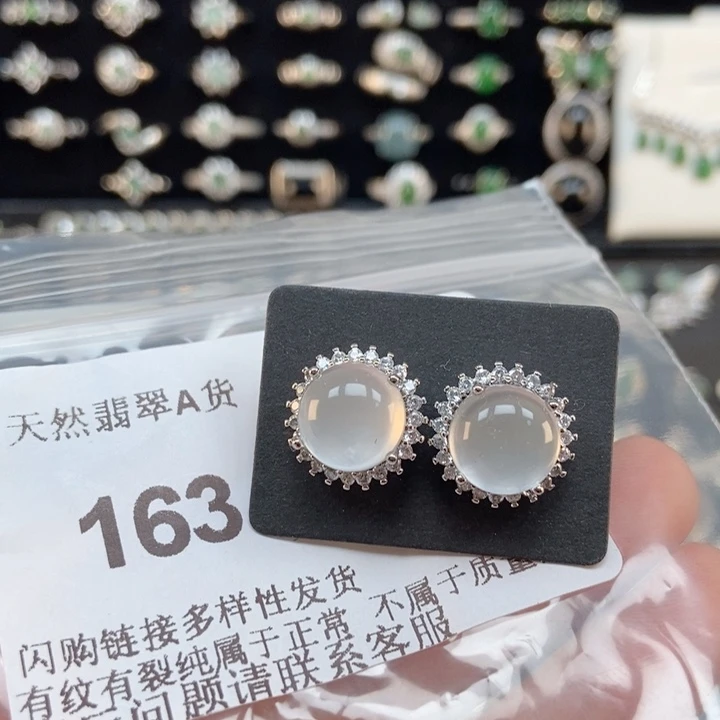 天然翡翠A货
163
闪购链接多样性发货
有纹有裂纯属于正常 不属于质量
问题请联系客服